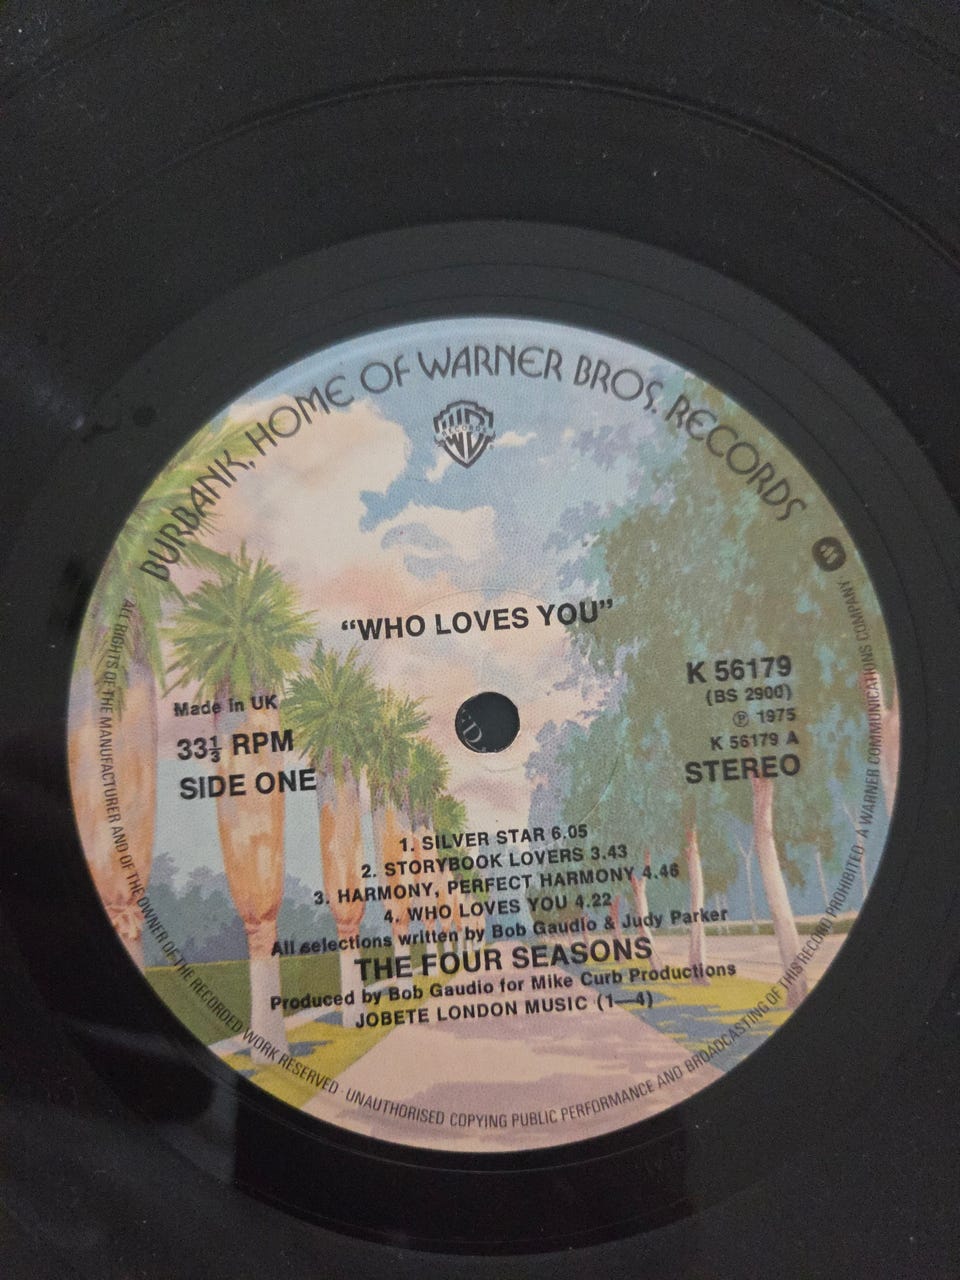 BURBANK, HOME OF WARNER BROS. RECORDS
RECORDS
"WHO LOVES YOU"
Made in UK
33⅓ RPM
SIDE ONE
K 56179
(BS 2900)
℗ 1975
K 56179 A
STEREO
1. SILVER STAR 6.05
2. STORYBOOK LOVERS 3.43
3. HARMONY, PERFECT HARMONY 4.46
4. WHO LOVES YOU 4.22
All selections written by Bob Gaudio & Judy Parker
THE FOUR SEASONS
Produced by Bob Gaudio for Mike Curb Productions
JOBETE LONDON MUSIC (1—4)
ALL RIGHTS OF THE MANUFACTURER AND OF THE OWNER OF THE RECORDED WORK RESERVED · UNAUTHORISED COPYING PUBLIC PERFORMANCE AND BROADCASTING OF THIS RECORD PROHIBITED · A WARNER COMMUNICATIONS COMPANY